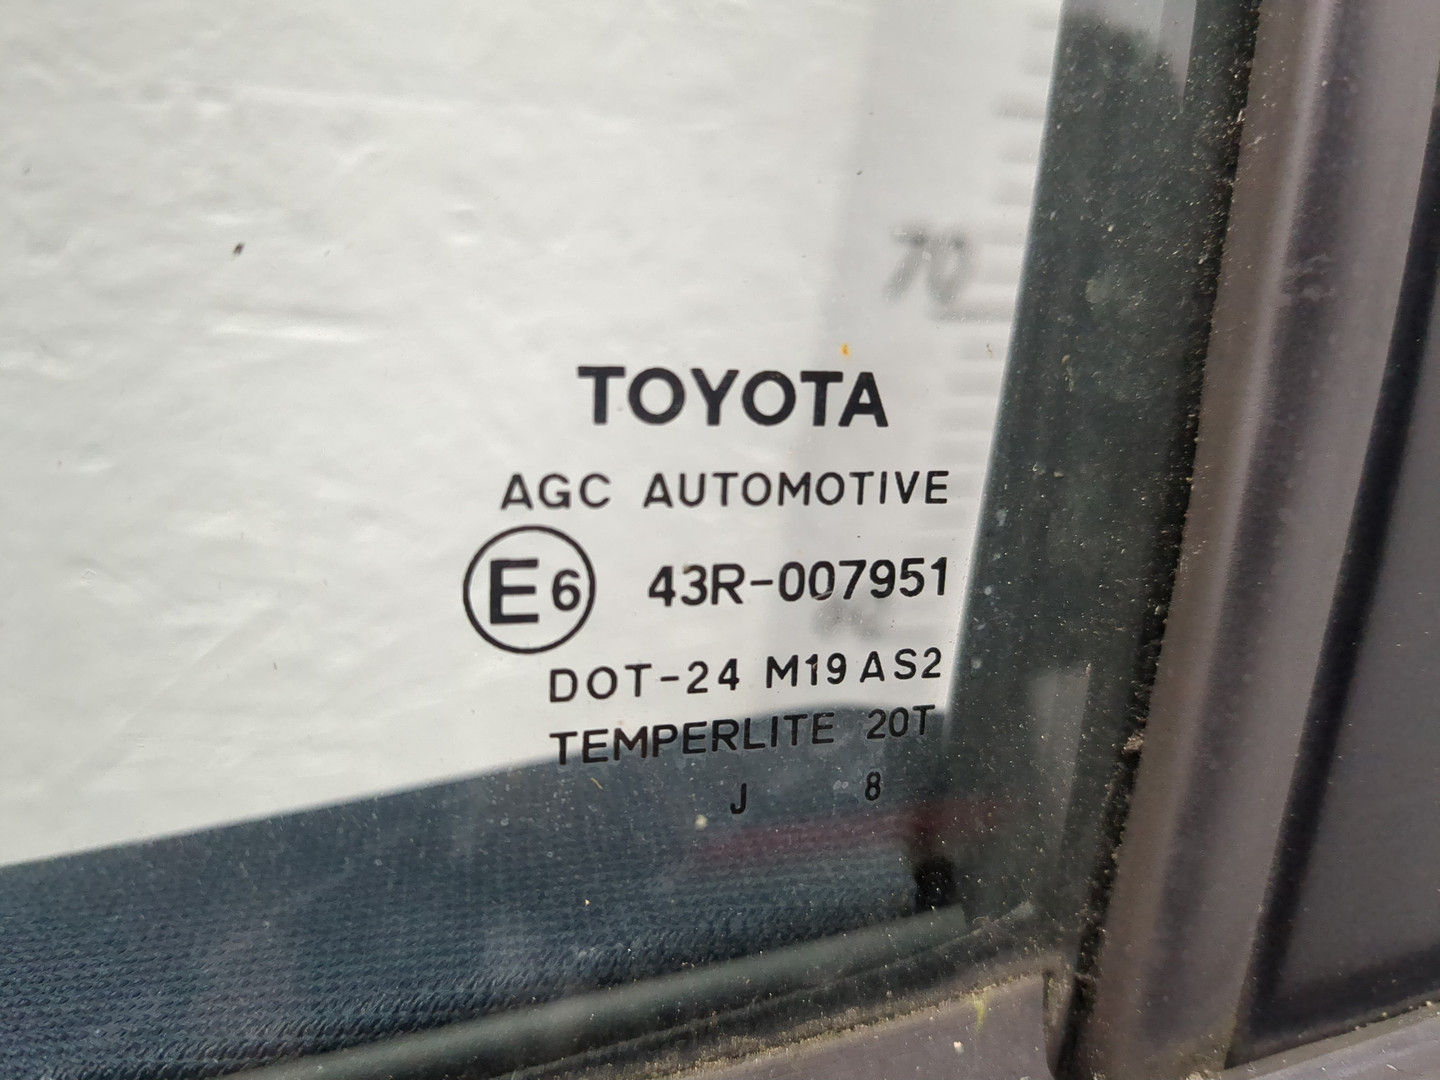 70
TOYOTA
AGC AUTOMOTIVE
E6 43R-007951
DOT-24 M19 AS2
TEMPERLITE 20T
J 8